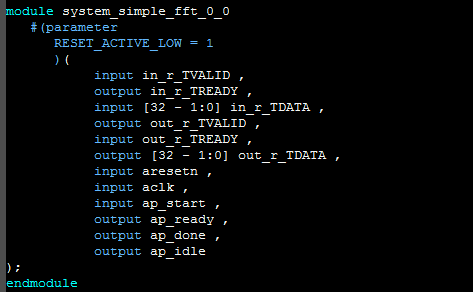 module system_simple_fft_0_0
#(parameter
RESET_ACTIVE_LOW = 1
)(
input in_r_TVALID ,
output in_r_TREADY ,
input [32 - 1:0] in_r_TDATA ,
output out_r_TVALID ,
input out_r_TREADY ,
output [32 - 1:0] out_r_TDATA ,
input aresetn ,
input aclk ,
input ap_start ,
output ap_ready ,
output ap_done ,
output ap_idle
);
endmodule